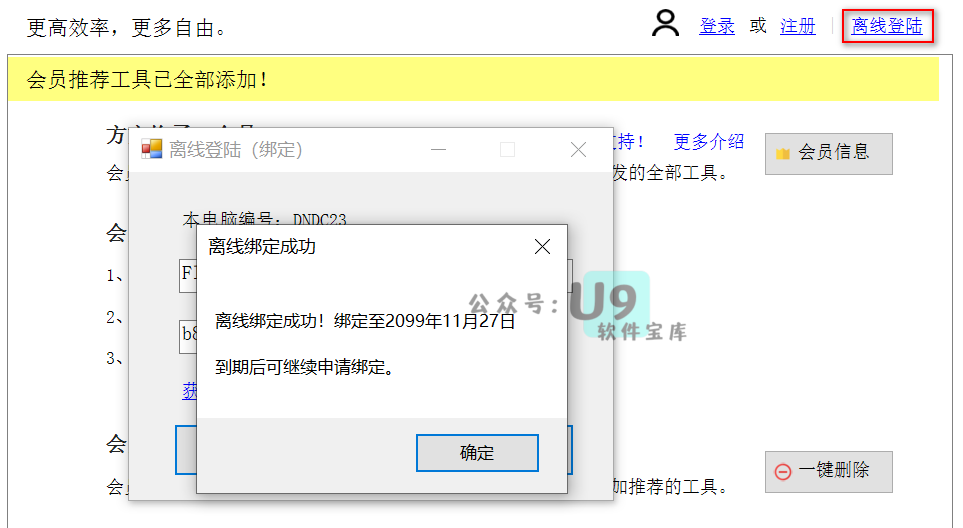 更高效率，更多自由。
登录 或 注册 | 离线登陆
会员推荐工具已全部添加！
支持！ 更多介绍
会员信息
离线登陆（绑定）
会
发的全部工具。
本电脑编号：DNDC23
会
离线绑定成功
1、
F
公众号：U9
软件宝库
2、
离线绑定成功！绑定至2099年11月27日
b8
3、
到期后可继续申请绑定。
获
会
确定
一键删除
会
加推荐的工具。